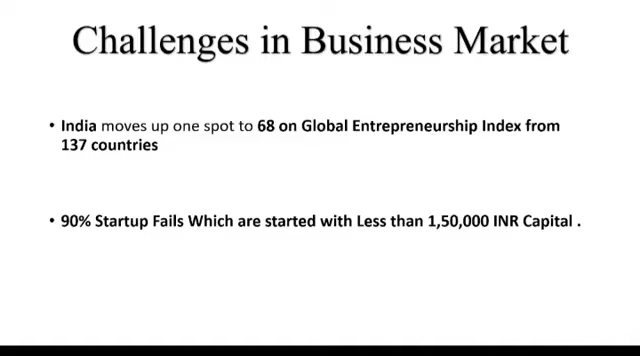 Challenges in Business Market
• India moves up one spot to 68 on Global Entrepreneurship Index from
137 countries
• 90% Startup Fails Which are started with Less than 1,50,000 INR Capital .